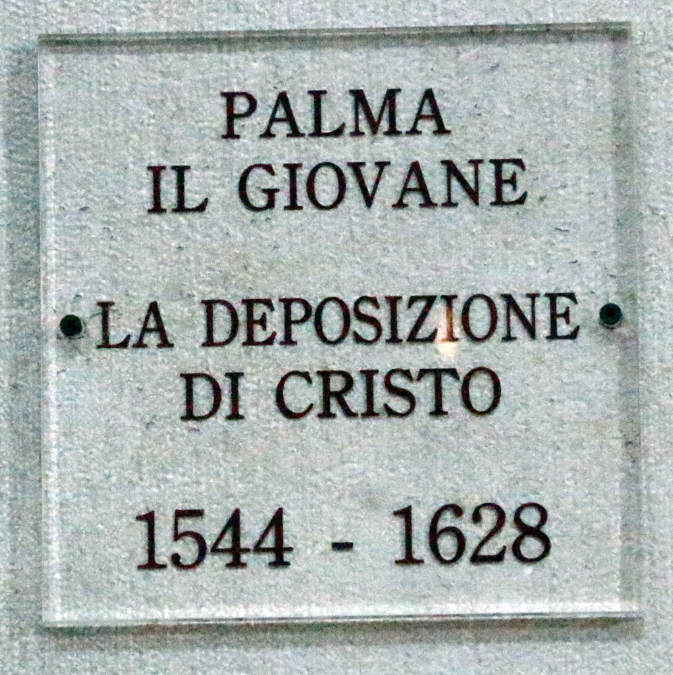 PALMA
IL GIOVANE
LA DEPOSIZIONE
DI CRISTO
1544 - 1628